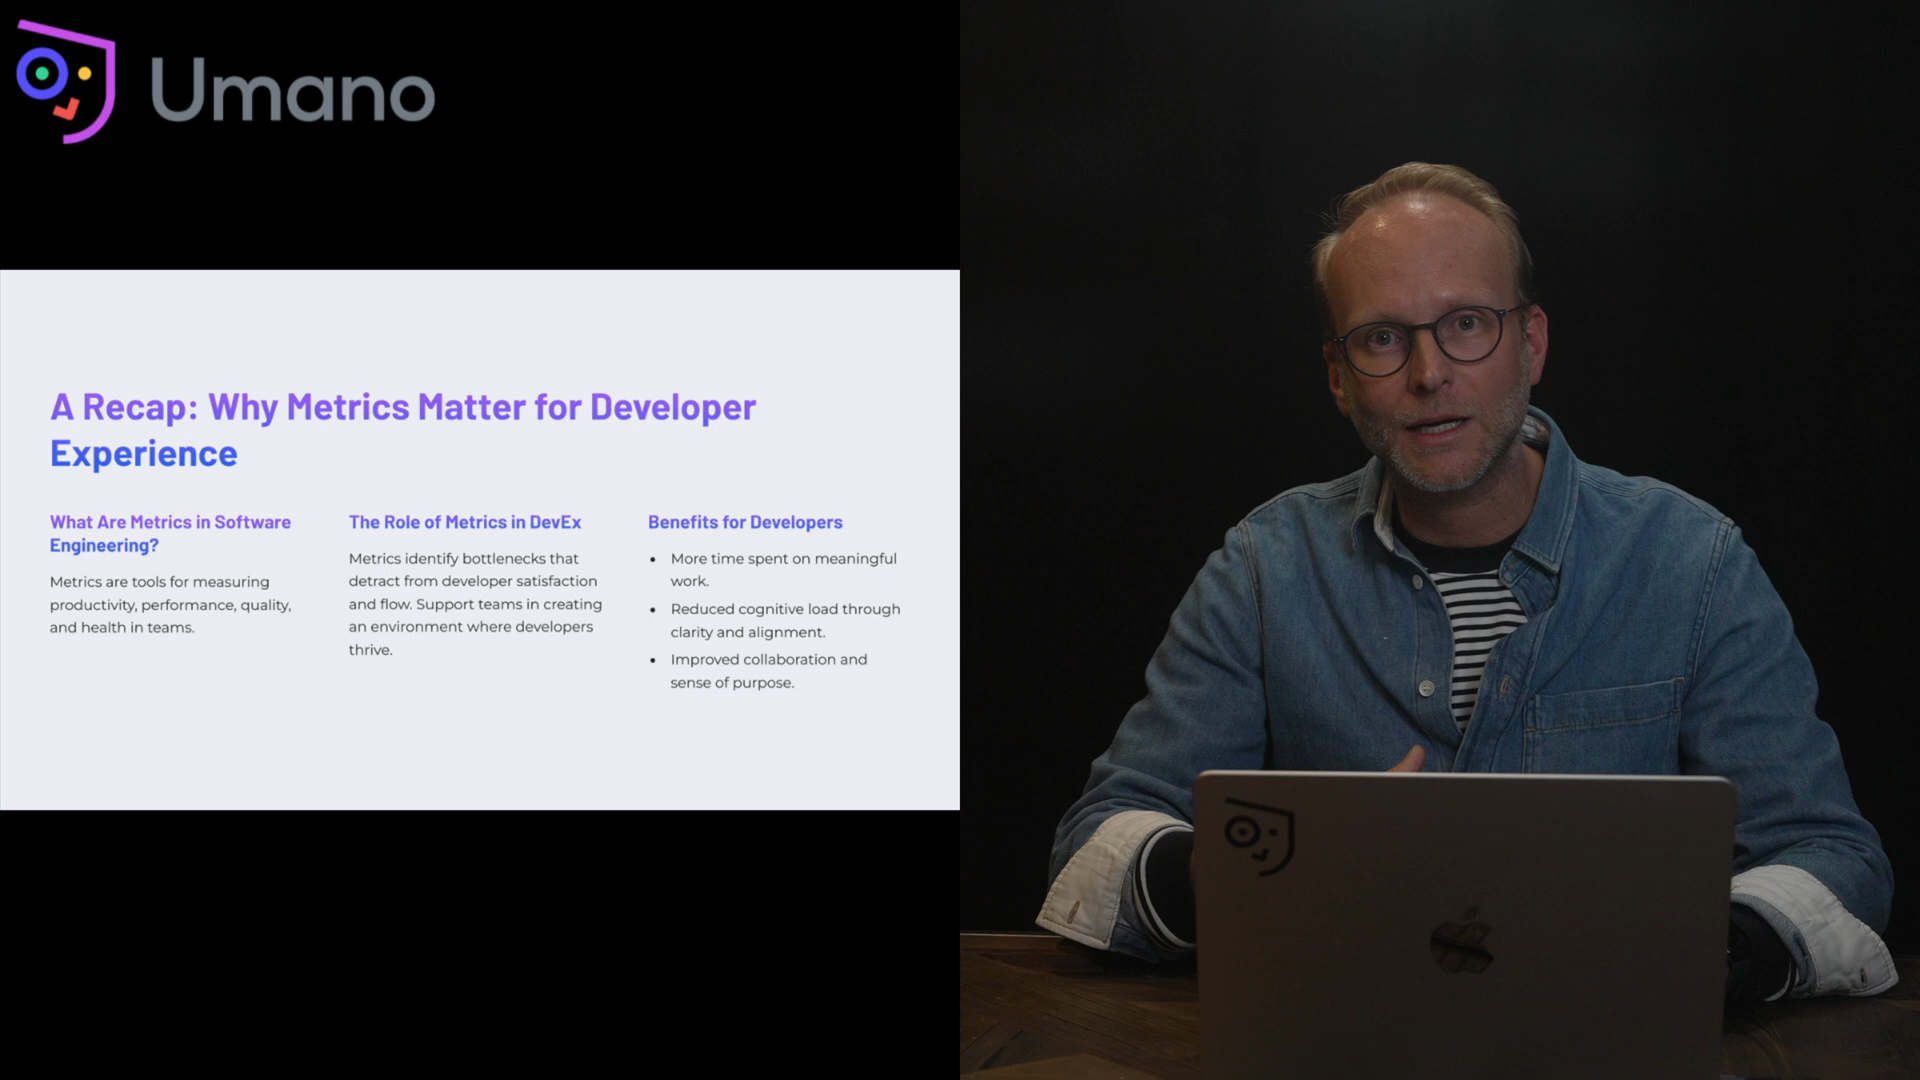 Umano
A Recap: Why Metrics Matter for Developer
Experience
What Are Metrics in Software
Engineering?
Metrics are tools for measuring
productivity, performance, quality,
and health in teams.
The Role of Metrics in DevEx
Metrics identify bottlenecks that
detract from developer satisfaction
and flow. Support teams in creating
an environment where developers
thrive.
Benefits for Developers
• More time spent on meaningful
work.
• Reduced cognitive load through
clarity and alignment.
• Improved collaboration and
sense of purpose.